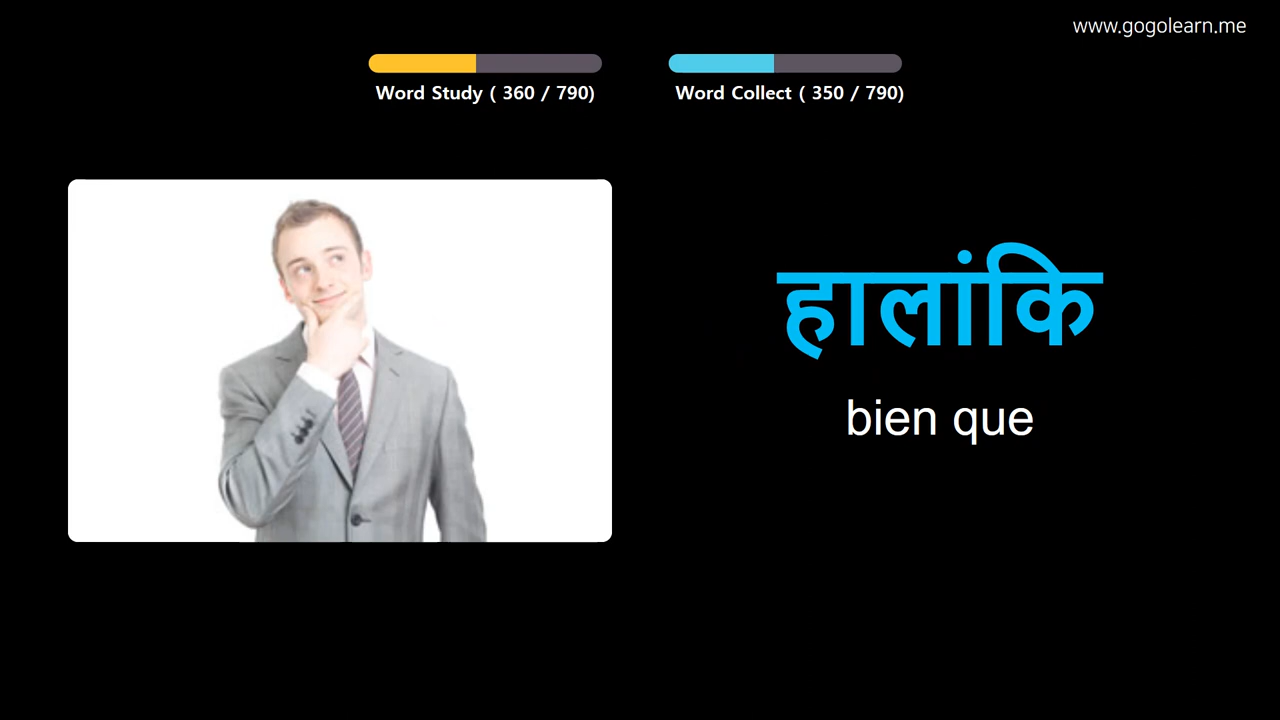 www.gogolearn.me
Word Study ( 360 / 790)
Word Collect ( 350 / 790)
हालांकि
bien que